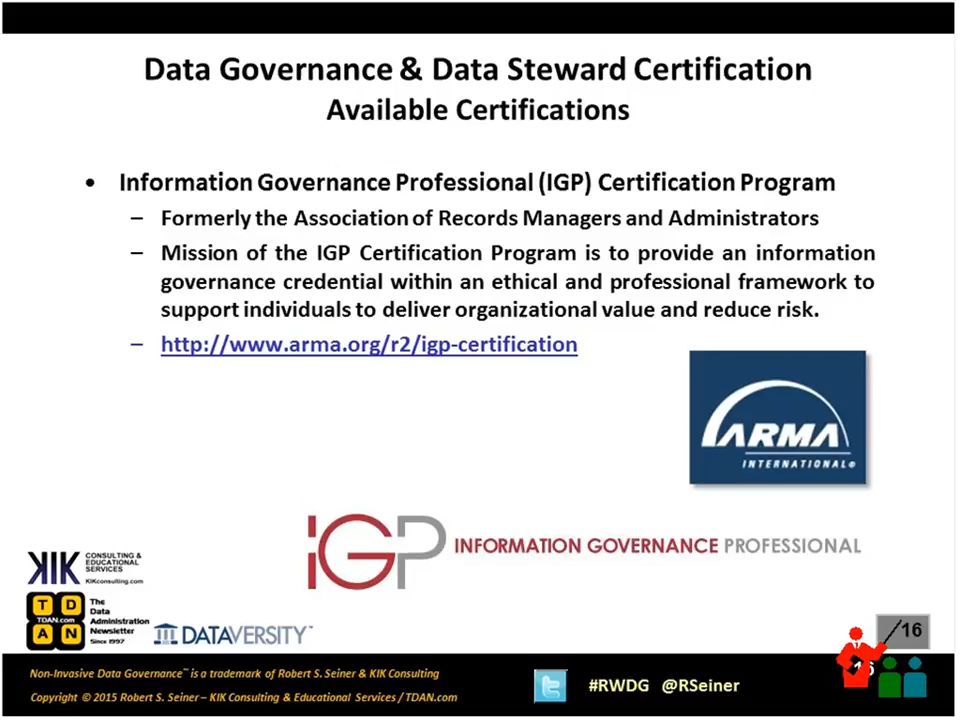 Data Governance & Data Steward Certification
Available Certifications
• Information Governance Professional (IGP) Certification Program
– Formerly the Association of Records Managers and Administrators
– Mission of the IGP Certification Program is to provide an information
governance credential within an ethical and professional framework to
support individuals to deliver organizational value and reduce risk.
– http://www.arma.org/r2/igp-certification
ARMA
INTERNATIONAL®
IGP INFORMATION GOVERNANCE PROFESSIONAL
KIK CONSULTING &
EDUCATIONAL
SERVICES
KIKconsulting.com
T D
TDAN.com
A N
The
Data
Administration
Newsletter
Since 1997
DATAVERSITY™
/16
16
Non-Invasive Data Governance™ is a trademark of Robert S. Seiner & KIK Consulting
Copyright © 2015 Robert S. Seiner – KIK Consulting & Educational Services / TDAN.com
#RWDG @RSeiner